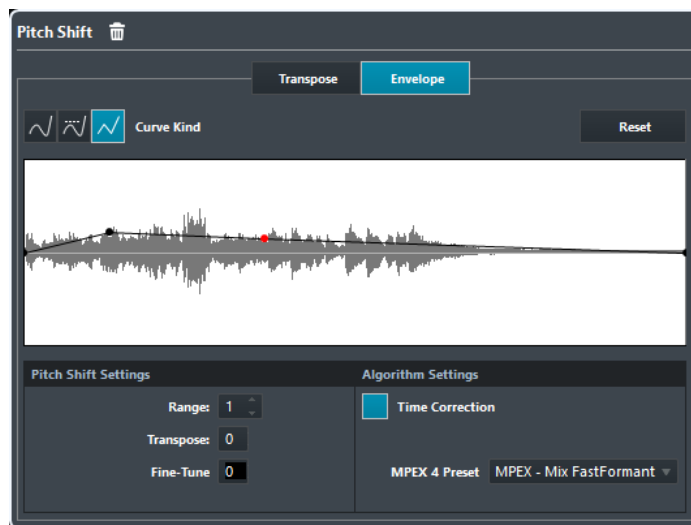 Pitch Shift
Transpose Envelope
Curve Kind Reset
Pitch Shift Settings Algorithm Settings
Range: 1 Time Correction
Transpose: 0
Fine-Tune 0 MPEX 4 Preset MPEX - Mix FastFormant